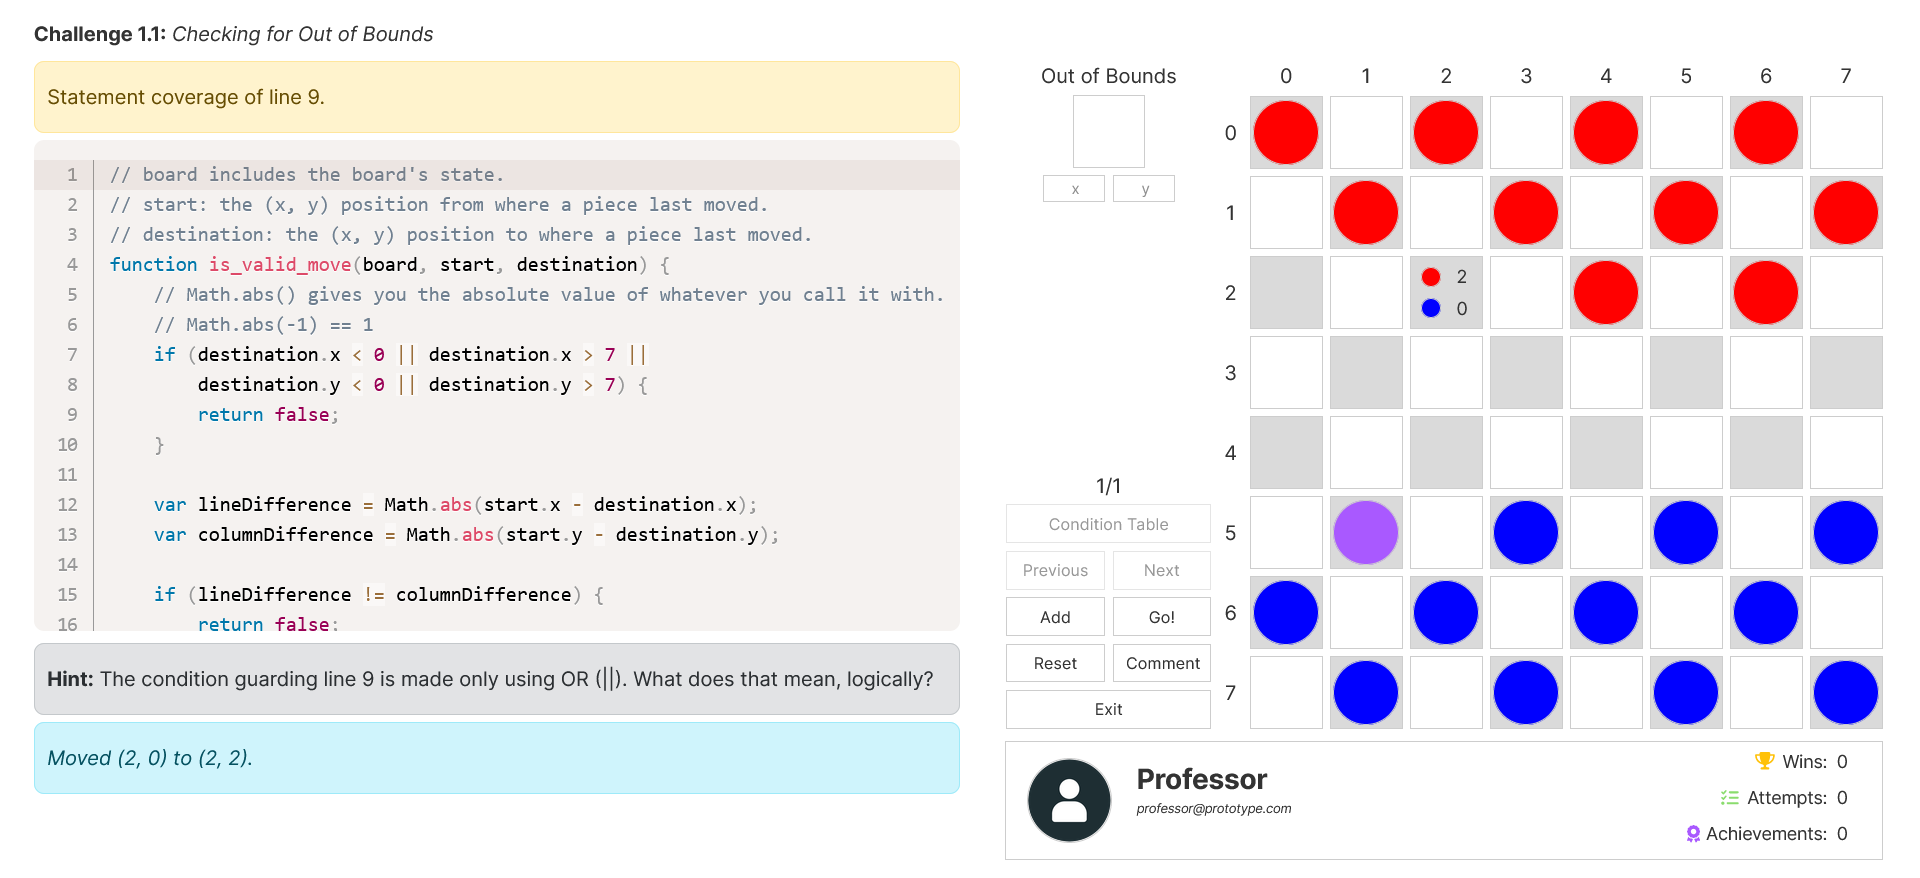 Challenge 1.1: Checking for Out of Bounds
Statement coverage of line 9.
1 // board includes the board's state.
2 // start: the (x, y) position from where a piece last moved.
3 // destination: the (x, y) position to where a piece last moved.
4 function is_valid_move(board, start, destination) {
5 // Math.abs() gives you the absolute value of whatever you call it with.
6 // Math.abs(-1) == 1
7 if (destination.x < 0 || destination.x > 7 ||
8 destination.y < 0 || destination.y > 7) {
9 return false;
10 }
11
12 var lineDifference = Math.abs(start.x - destination.x);
13 var columnDifference = Math.abs(start.y - destination.y);
14
15 if (lineDifference != columnDifference) {
16 return false;
Hint: The condition guarding line 9 is made only using OR (||). What does that mean, logically?
Moved (2, 0) to (2, 2).
Out of Bounds
x y
1/1
Condition Table
Previous Next
Add Go!
Reset Comment
Exit
0 1 2 3 4 5 6 7
0
1
2
2
0
3
4
5
6
7
Professor
professor@prototype.com
Wins: 0
Attempts: 0
Achievements: 0